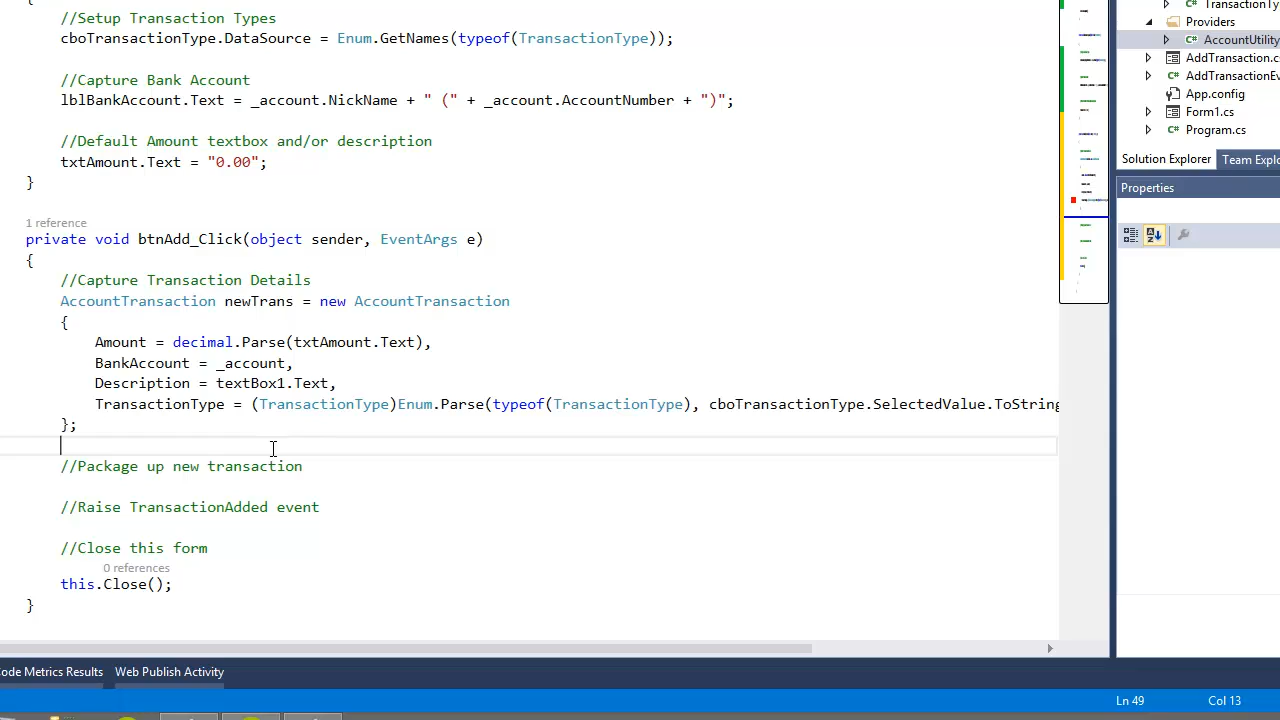 {
//Setup Transaction Types
cboTransactionType.DataSource = Enum.GetNames(typeof(TransactionType));
//Capture Bank Account
lblBankAccount.Text = _account.NickName + " (" + _account.AccountNumber + ")";
//Default Amount textbox and/or description
txtAmount.Text = "0.00";
}
1 reference
private void btnAdd_Click(object sender, EventArgs e)
{
//Capture Transaction Details
AccountTransaction newTrans = new AccountTransaction
{
Amount = decimal.Parse(txtAmount.Text),
BankAccount = _account,
Description = textBox1.Text,
TransactionType = (TransactionType)Enum.Parse(typeof(TransactionType), cboTransactionType.SelectedValue.ToString
};
//Package up new transaction
//Raise TransactionAdded event
//Close this form
0 references
this.Close();
}
TransactionTy
Providers
C# AccountUtility
AddTransaction.c
C# AddTransactionEv
App.config
Form1.cs
C# Program.cs
Solution Explorer
Team Explo
Properties
ode Metrics Results
Web Publish Activity
Ln 49
Col 13